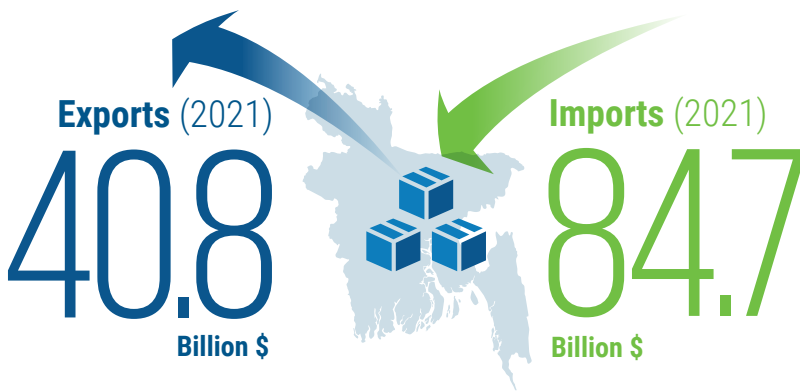 Exports (2021)
40.8
Billion $
Imports (2021)
84.7
Billion $